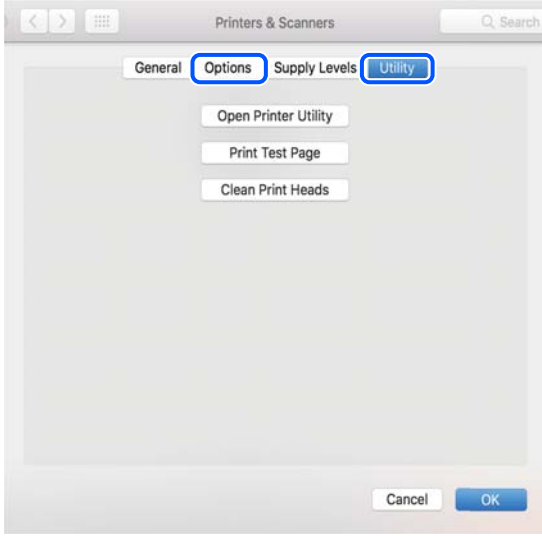 Printers & Scanners
Search
General Options Supply Levels Utility
Open Printer Utility
Print Test Page
Clean Print Heads
Cancel OK